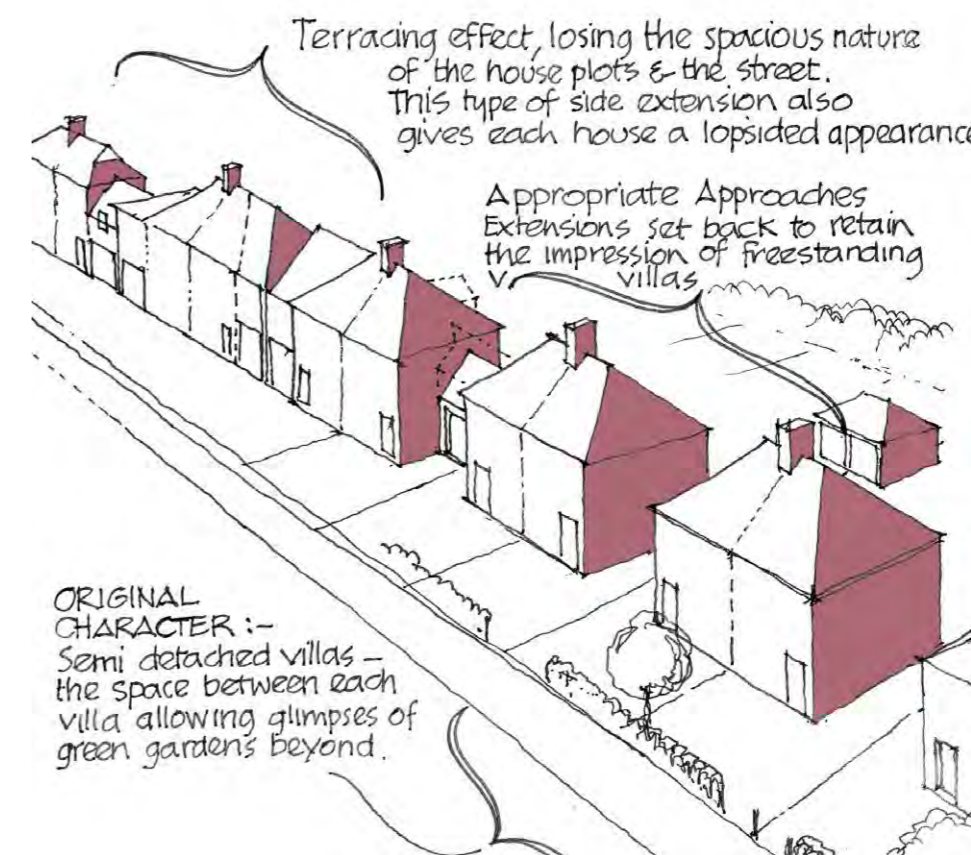 Terracing effect, losing the spacious nature
of the house plots & the street.
This type of side extension also
gives each house a lopsided appearance
Appropriate Approaches
Extensions set back to retain
the impression of freestanding
v villas
ORIGINAL
CHARACTER :-
Semi detached villas –
the space between each
villa allowing glimpses of
green gardens beyond.